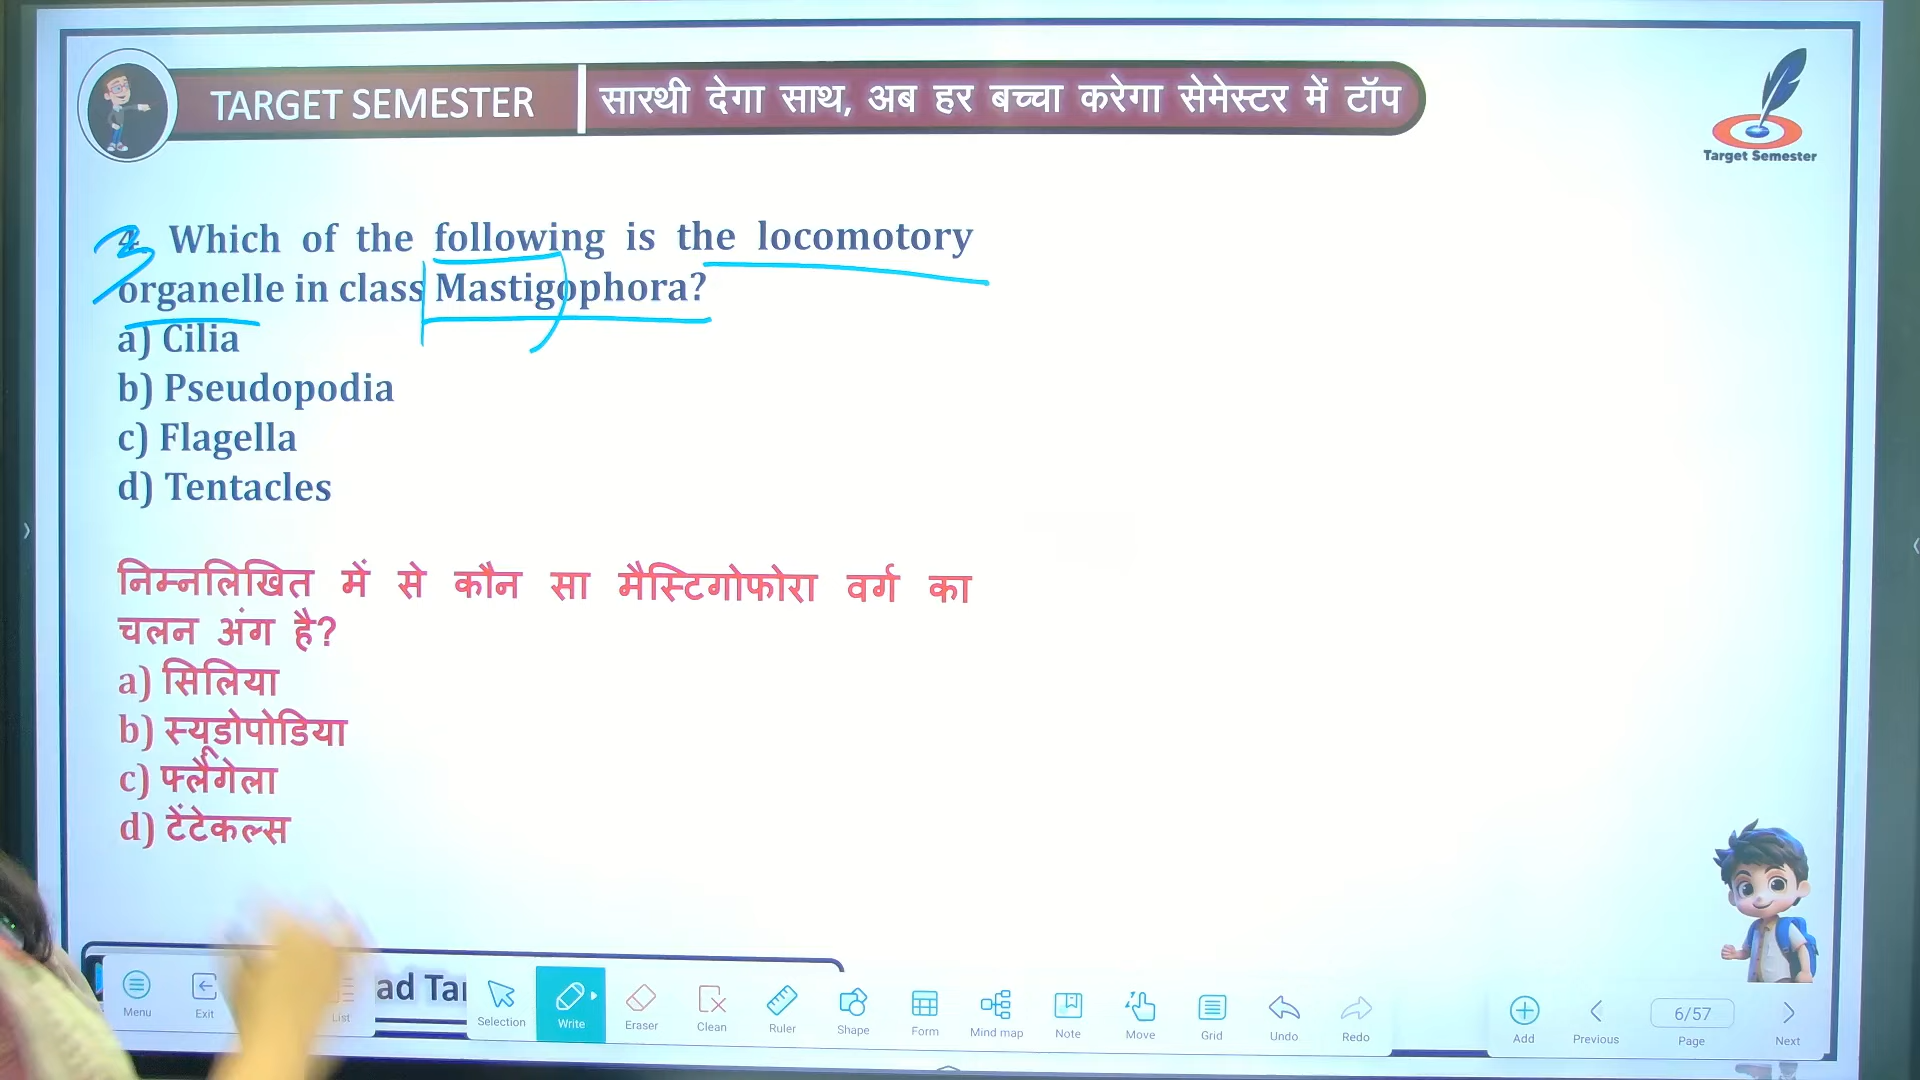 TARGET SEMESTER
सारथी देगा साथ, अब हर बच्चा करेगा सेमेस्टर में टॉप
Target Semester
Which of the following is the locomotory
organelle in class Mastigophora?
a) Cilia
b) Pseudopodia
c) Flagella
d) Tentacles
निम्नलिखित में से कौन सा मैस्टिगोफोरा वर्ग का
चलन अंग है?
a) सिलिया
b) स्यूडोपोडिया
c) फ्लैगेला
d) टेंटेकल्स
Menu
Exit
List
ad Tar
Selection
Write
Eraser
Clean
Ruler
Shape
Form
Mind map
Note
Move
Grid
Undo
Redo
Add
Previous
6/57
Page
Next